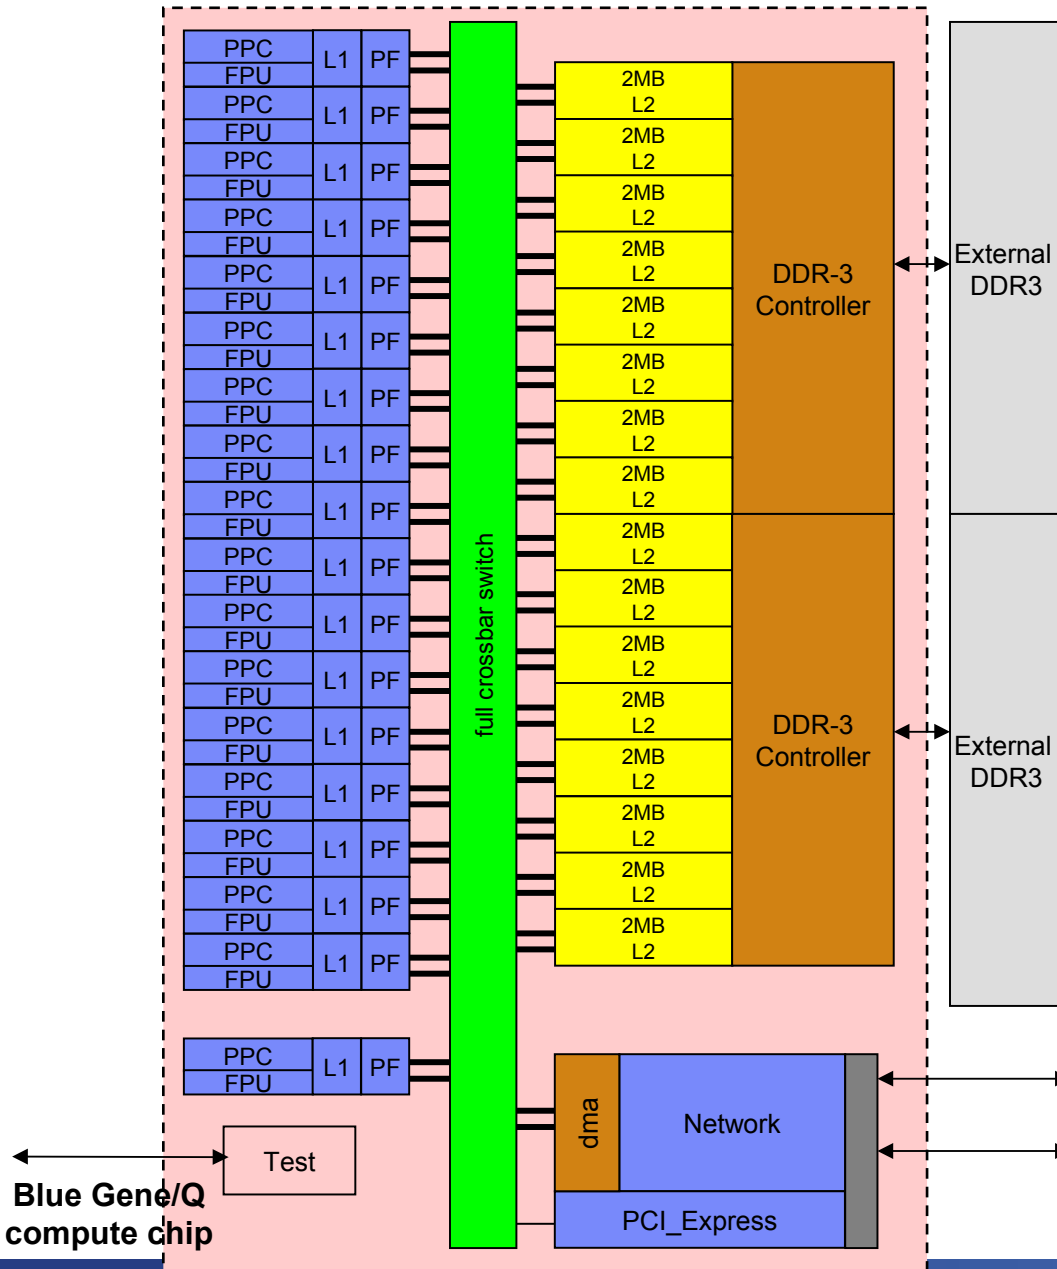 PPC
FPU
L1
PF
PPC
FPU
L1
PF
PPC
FPU
L1
PF
PPC
FPU
L1
PF
PPC
FPU
L1
PF
PPC
FPU
L1
PF
PPC
FPU
L1
PF
PPC
FPU
L1
PF
PPC
FPU
L1
PF
PPC
FPU
L1
PF
PPC
FPU
L1
PF
PPC
FPU
L1
PF
PPC
FPU
L1
PF
PPC
FPU
L1
PF
PPC
FPU
L1
PF
PPC
FPU
L1
PF
PPC
FPU
L1
PF
PPC
FPU
L1
PF
full crossbar switch
2MB
L2
2MB
L2
2MB
L2
2MB
L2
2MB
L2
2MB
L2
2MB
L2
2MB
L2
2MB
L2
2MB
L2
2MB
L2
2MB
L2
2MB
L2
2MB
L2
2MB
L2
2MB
L2
DDR-3
Controller
DDR-3
Controller
External
DDR3
External
DDR3
dma
Network
PCI_Express
Test
Blue Gene/Q
compute chip